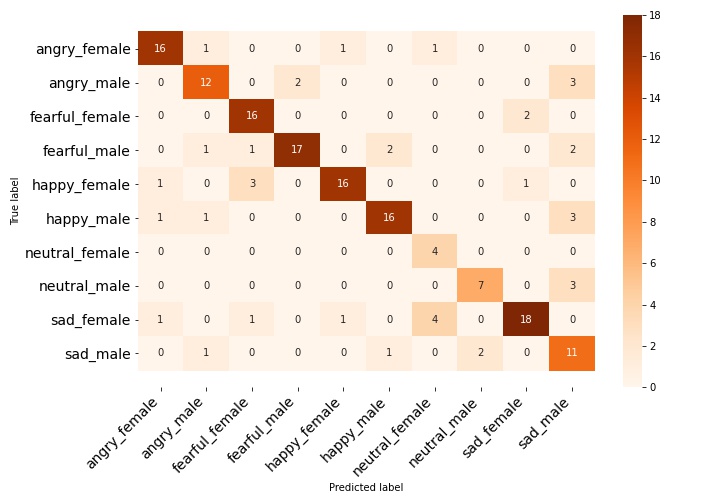 angry_female 16 1 0 0 1 0 1 0 0 0
angry_male 0 12 0 2 0 0 0 0 0 3
fearful_female 0 0 16 0 0 0 0 0 2 0
fearful_male 0 1 1 17 0 2 0 0 0 2
happy_female 1 0 3 0 16 0 0 0 1 0
happy_male 1 1 0 0 0 16 0 0 0 3
neutral_female 0 0 0 0 0 0 4 0 0 0
neutral_male 0 0 0 0 0 0 0 7 0 3
sad_female 1 0 1 0 1 0 4 0 18 0
sad_male 0 1 0 0 0 1 0 2 0 11
True label
angry_female angry_male fearful_female fearful_male happy_female happy_male neutral_female neutral_male sad_female sad_male
Predicted label
18
16
14
12
10
8
6
4
2
0